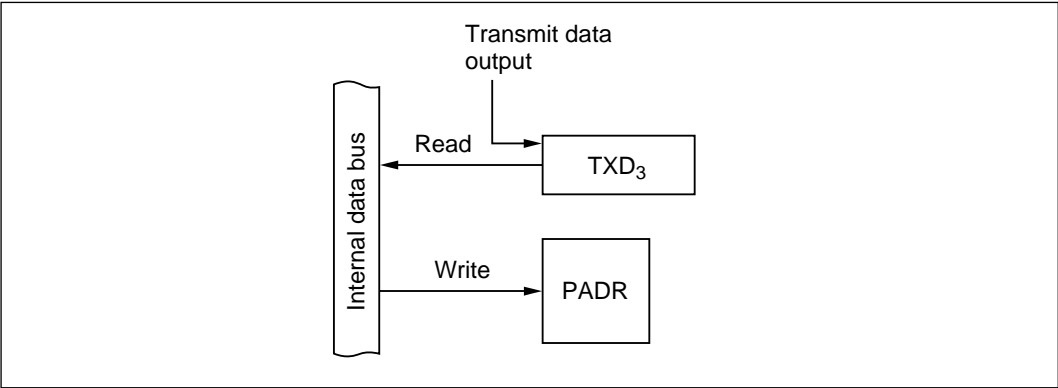 Transmit data
output
Read
TXD₃
Internal data bus
Write
PADR